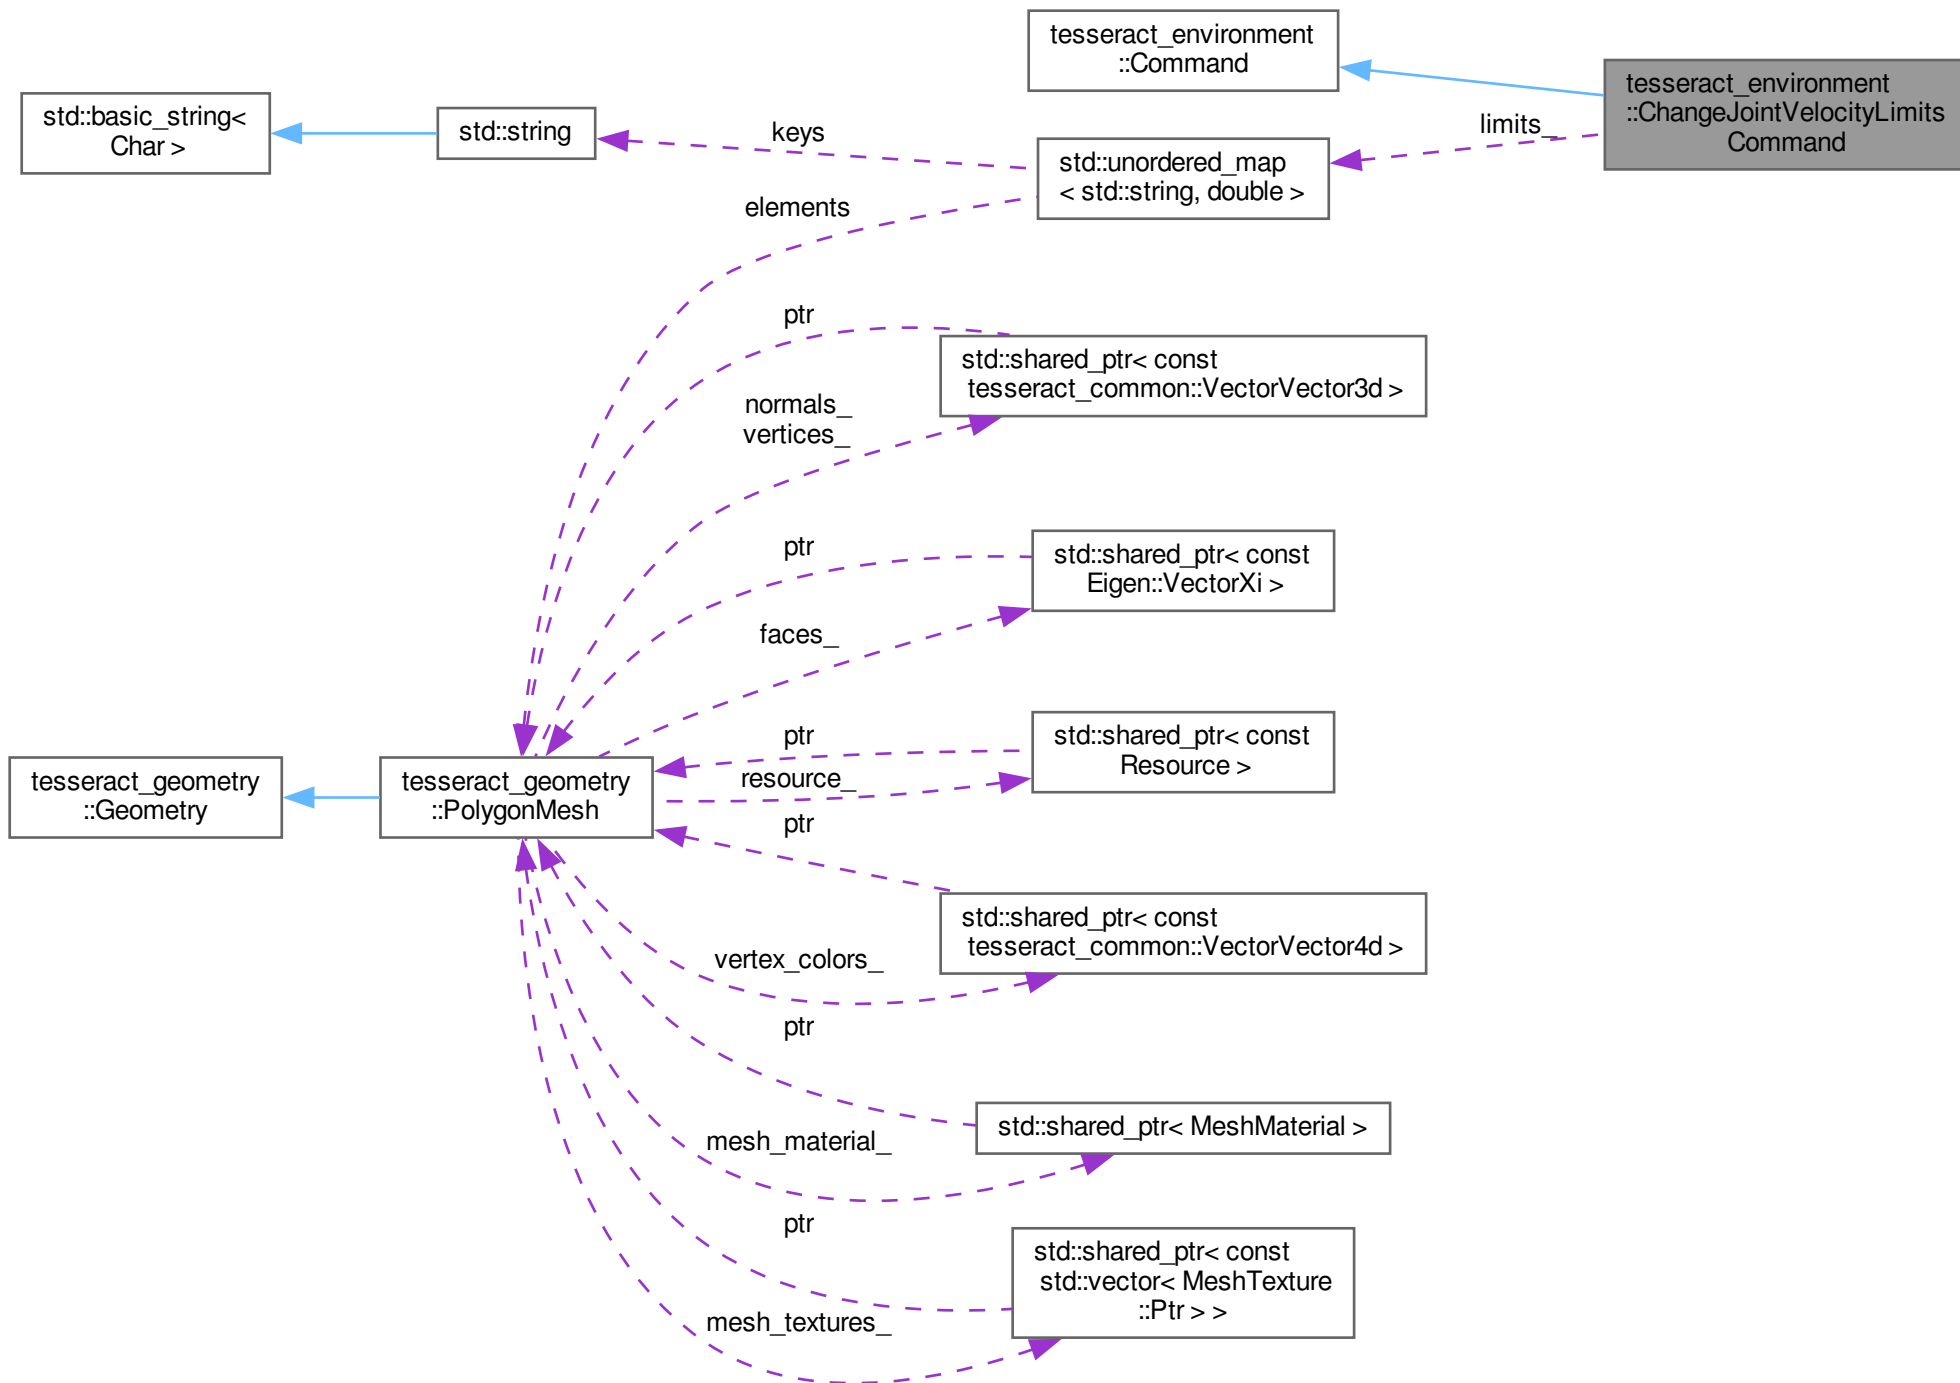 tesseract_environment
::Command
tesseract_environment
::ChangeJointVelocityLimits
Command
limits_
std::basic_string<
Char >
std::string
keys
std::unordered_map
< std::string, double >
elements
ptr
std::shared_ptr< const
tesseract_common::VectorVector3d >
normals_
vertices_
ptr
std::shared_ptr< const
Eigen::VectorXi >
faces_
ptr
std::shared_ptr< const
Resource >
resource_
tesseract_geometry
::Geometry
tesseract_geometry
::PolygonMesh
ptr
std::shared_ptr< const
tesseract_common::VectorVector4d >
vertex_colors_
ptr
std::shared_ptr< MeshMaterial >
mesh_material_
ptr
std::shared_ptr< const
std::vector< MeshTexture
::Ptr > >
mesh_textures_